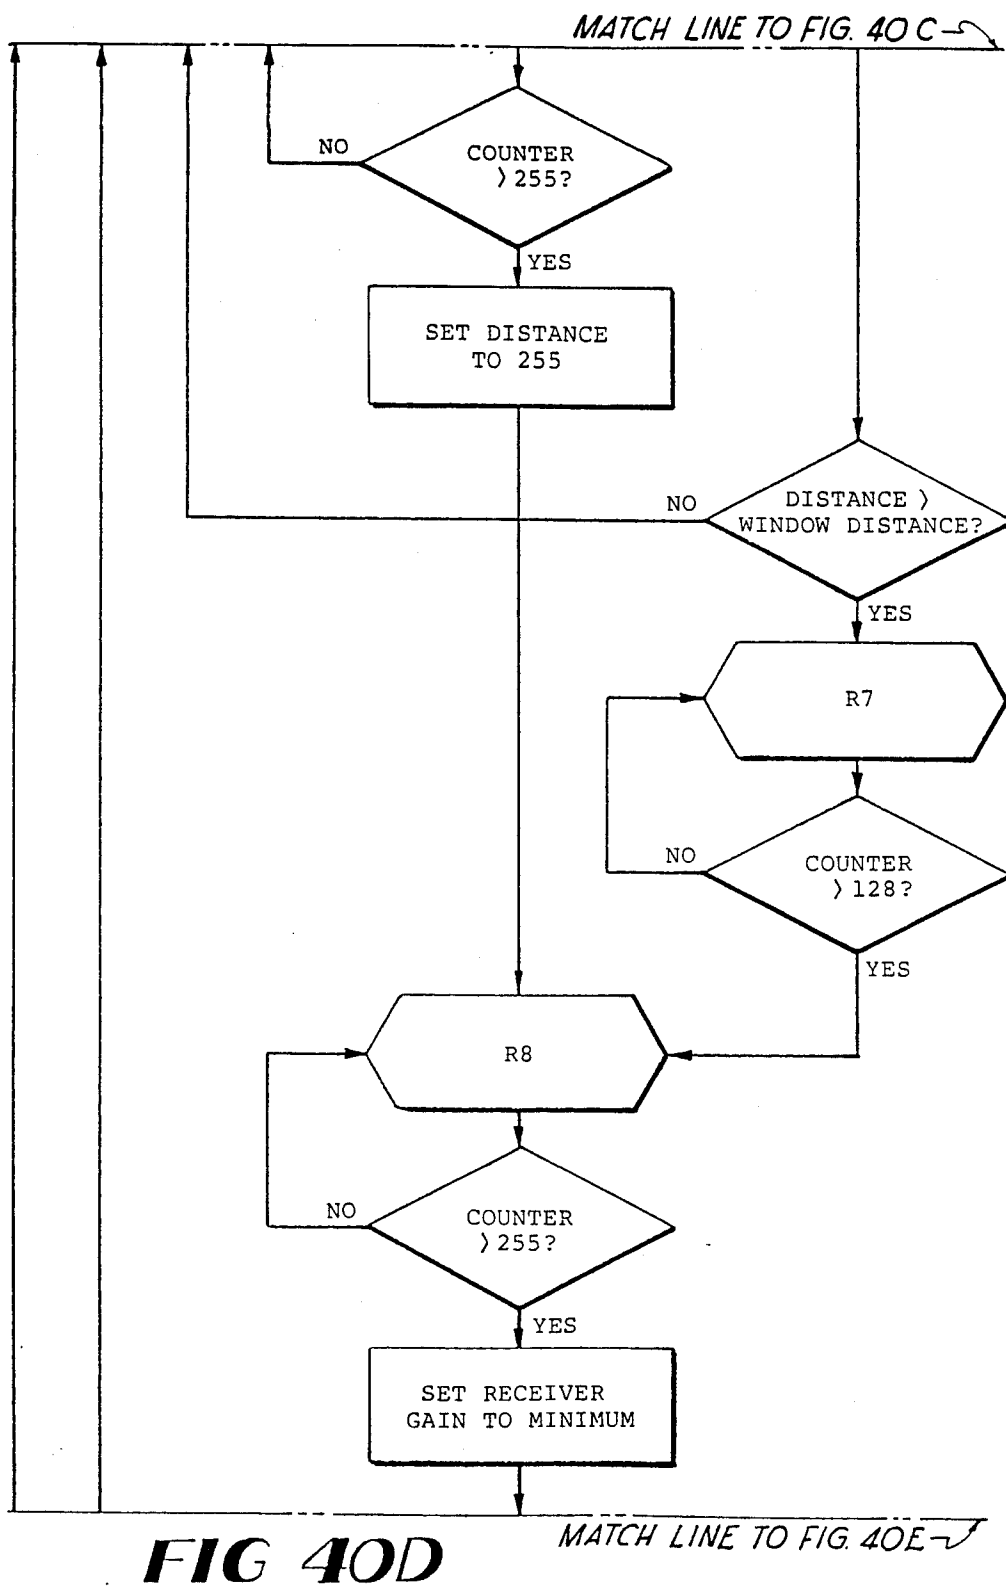 MATCH LINE TO FIG. 40 C
NO
COUNTER
> 255?
YES
SET DISTANCE
TO 255
NO
DISTANCE >
WINDOW DISTANCE?
YES
R7
NO
COUNTER
> 128?
YES
R8
NO
COUNTER
> 255?
YES
SET RECEIVER
GAIN TO MINIMUM
MATCH LINE TO FIG. 40E
FIG 40D